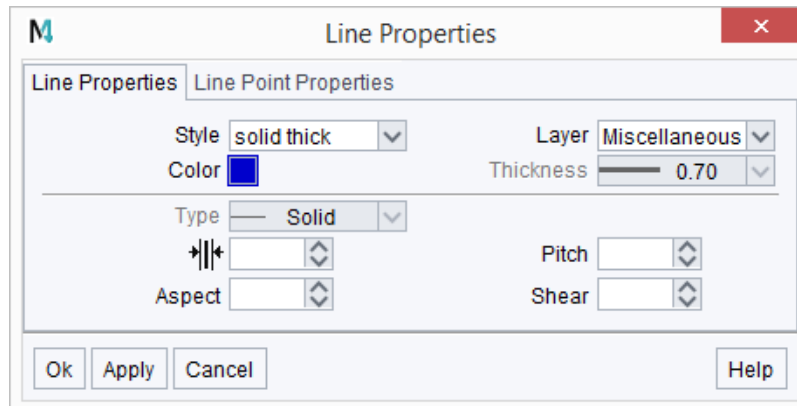 Line Properties
Line Properties Line Point Properties
Style solid thick Layer Miscellaneous
Color Thickness 0.70
Type Solid
Pitch
Aspect Shear
Ok Apply Cancel Help